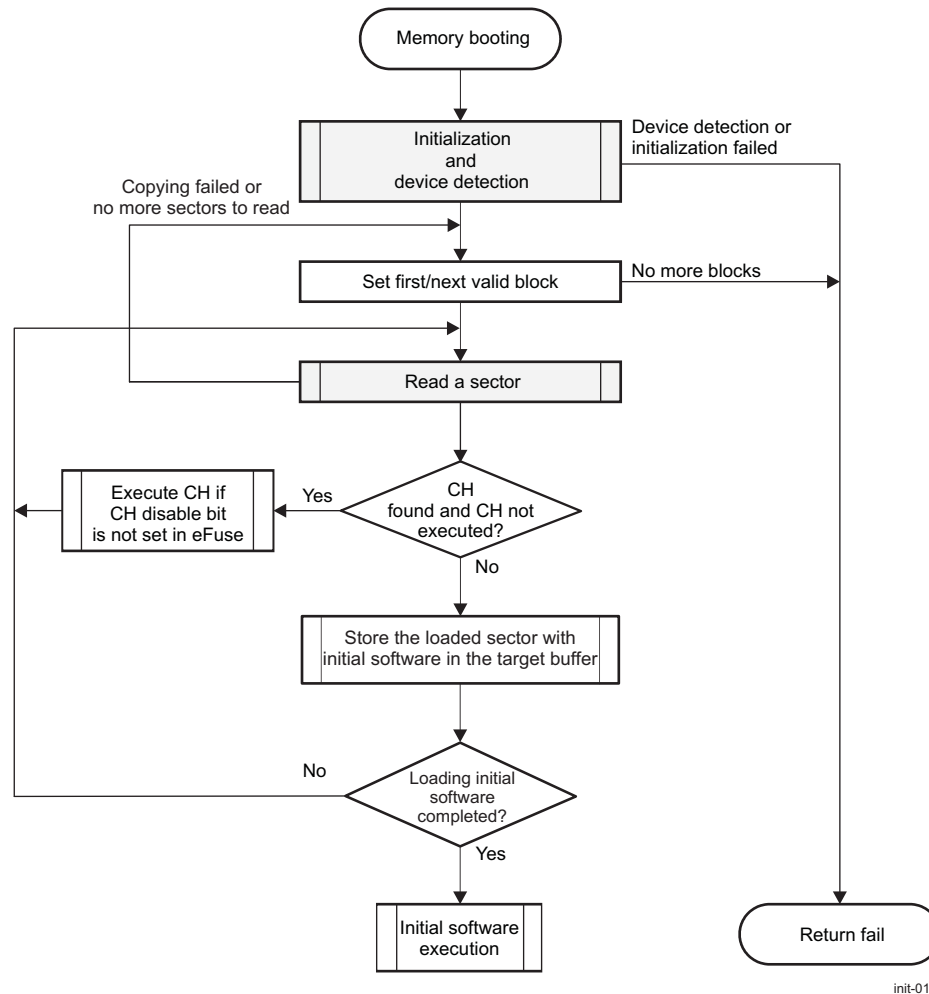 Memory booting
Initialization
and
device detection
Device detection or
initialization failed
Copying failed or
no more sectors to read
Set first/next valid block
No more blocks
Read a sector
CH
found and CH not
executed?
Yes
Execute CH if
CH disable bit
is not set in eFuse
No
Store the loaded sector with
initial software in the target buffer
No
Loading initial
software
completed?
Yes
Initial software
execution
Return fail
init-01